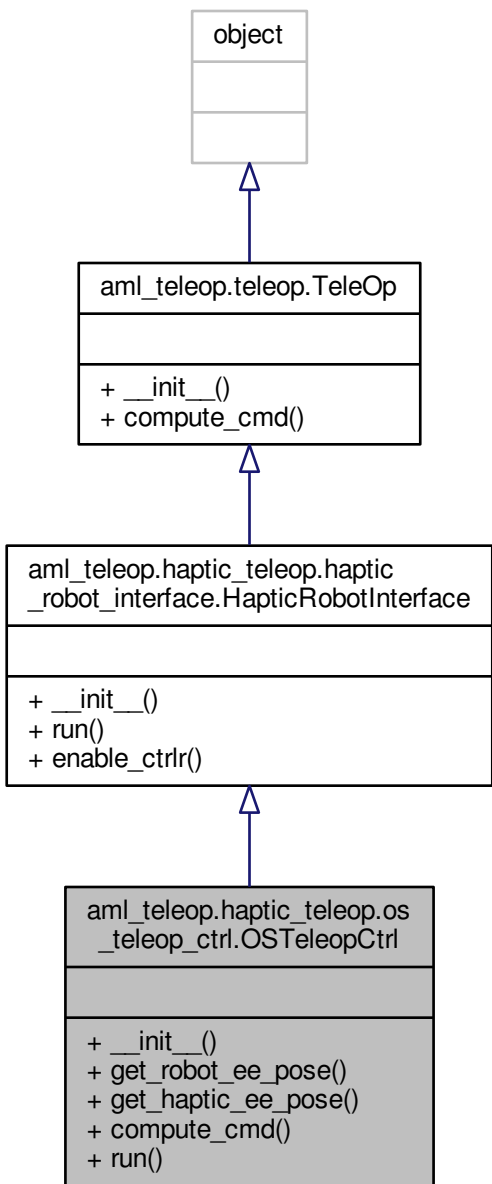 object
aml_teleop.teleop.TeleOp
+ __init__()
+ compute_cmd()
aml_teleop.haptic_teleop.haptic
_robot_interface.HapticRobotInterface
+ __init__()
+ run()
+ enable_ctrlr()
aml_teleop.haptic_teleop.os
_teleop_ctrl.OSTeleopCtrl
+ __init__()
+ get_robot_ee_pose()
+ get_haptic_ee_pose()
+ compute_cmd()
+ run()